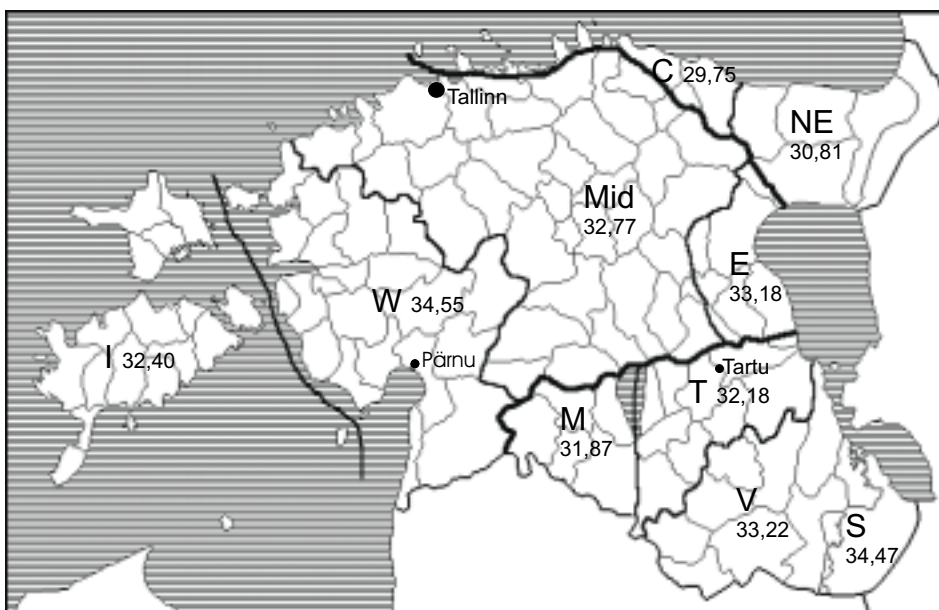 C 29,75
Tallinn
NE
30,81
Mid
32,77
E
33,18
W 34,55
I 32,40
Pärnu
Tartu
T 32,18
M
31,87
V
33,22
S
34,47